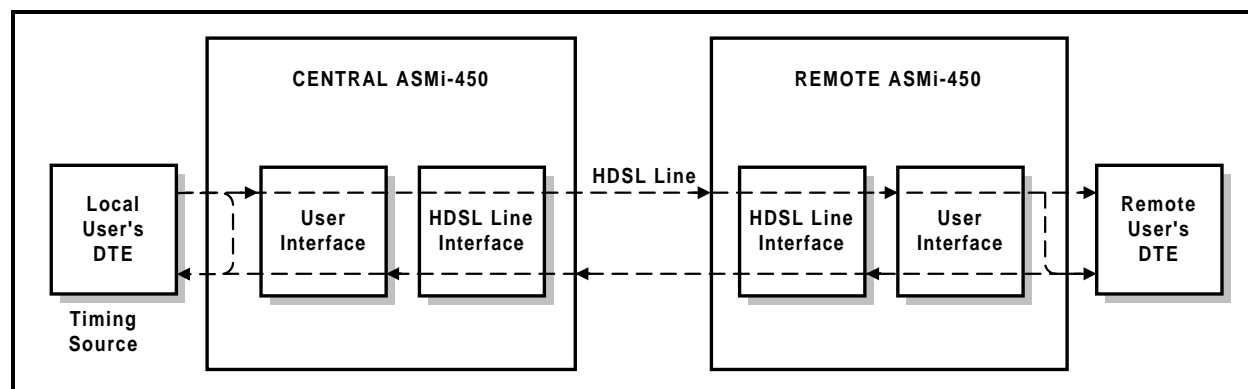 CENTRAL ASMi-450
REMOTE ASMi-450
HDSL Line
Local
User's
DTE
User
Interface
HDSL Line
Interface
HDSL Line
Interface
User
Interface
Remote
User's
DTE
Timing
Source